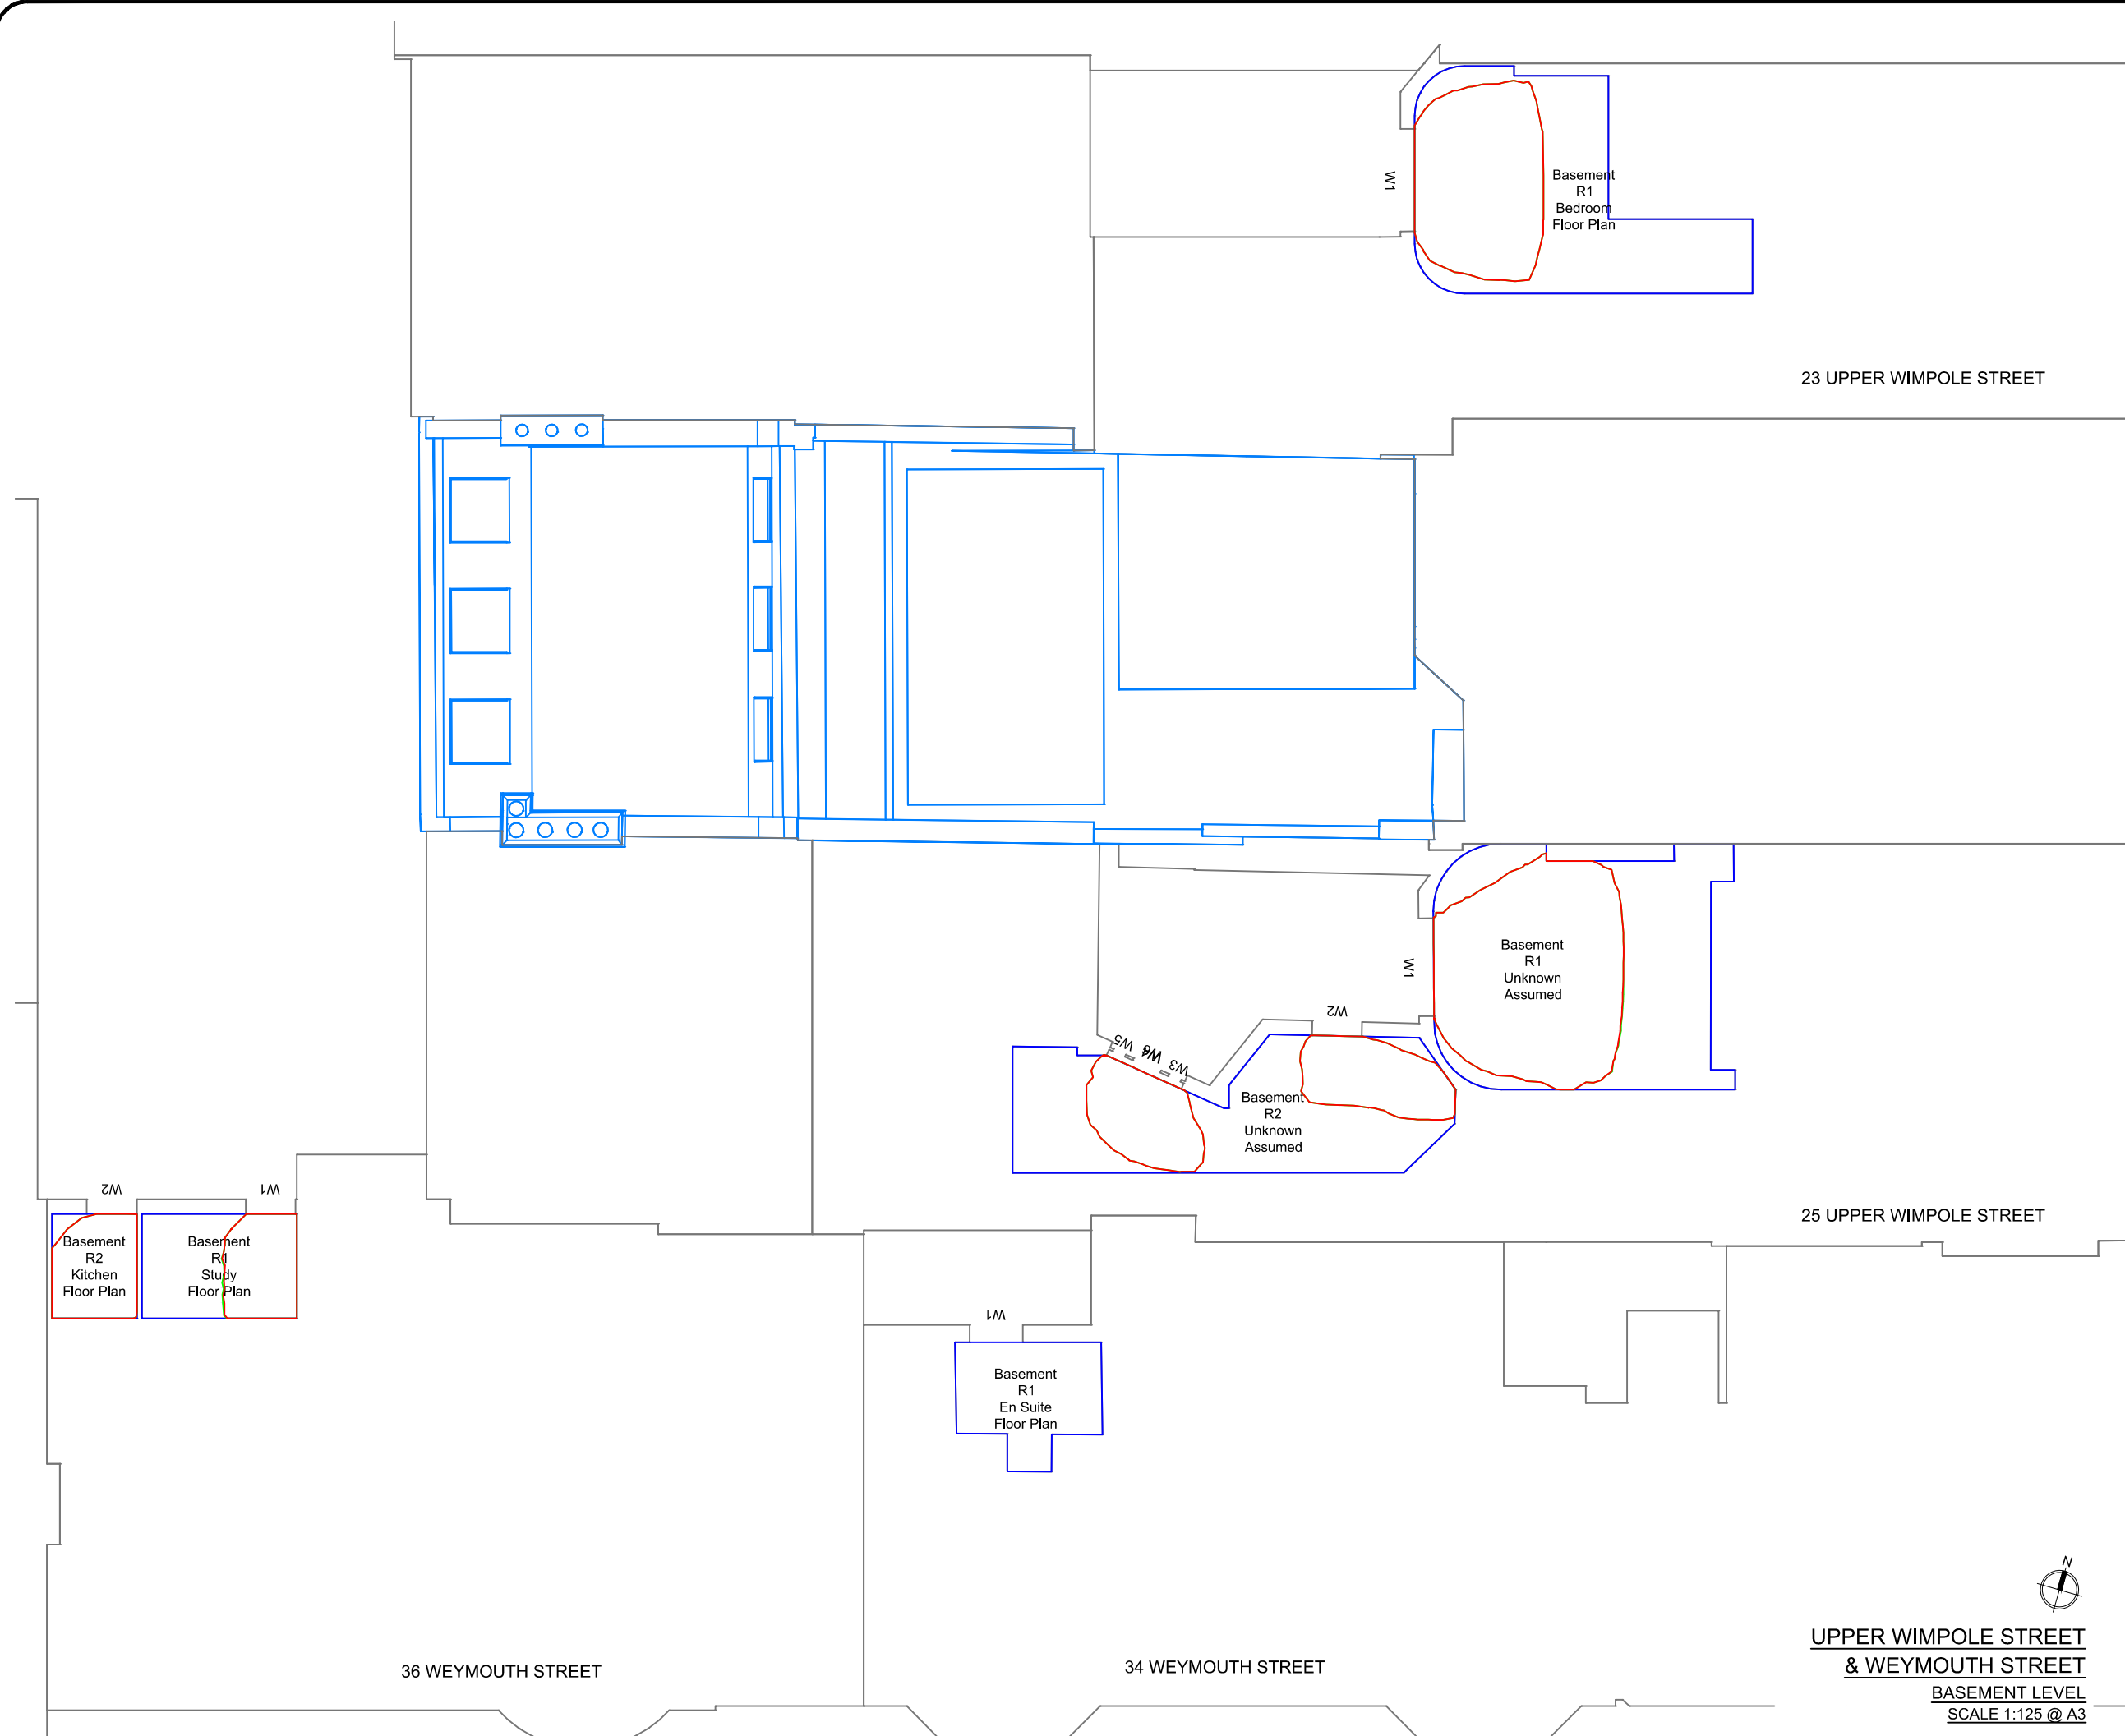 W1
Basement
R1
Bedroom
Floor Plan
23 UPPER WIMPOLE STREET
Basement
R1
Unknown
Assumed
W1
W2
W5
W3
Basement
R2
Unknown
Assumed
W2
W1
Basement
R2
Kitchen
Floor Plan
Basement
R1
Study
Floor Plan
25 UPPER WIMPOLE STREET
W1
Basement
R1
En Suite
Floor Plan
N
36 WEYMOUTH STREET
34 WEYMOUTH STREET
UPPER WIMPOLE STREET
& WEYMOUTH STREET
BASEMENT LEVEL
SCALE 1:125 @ A3